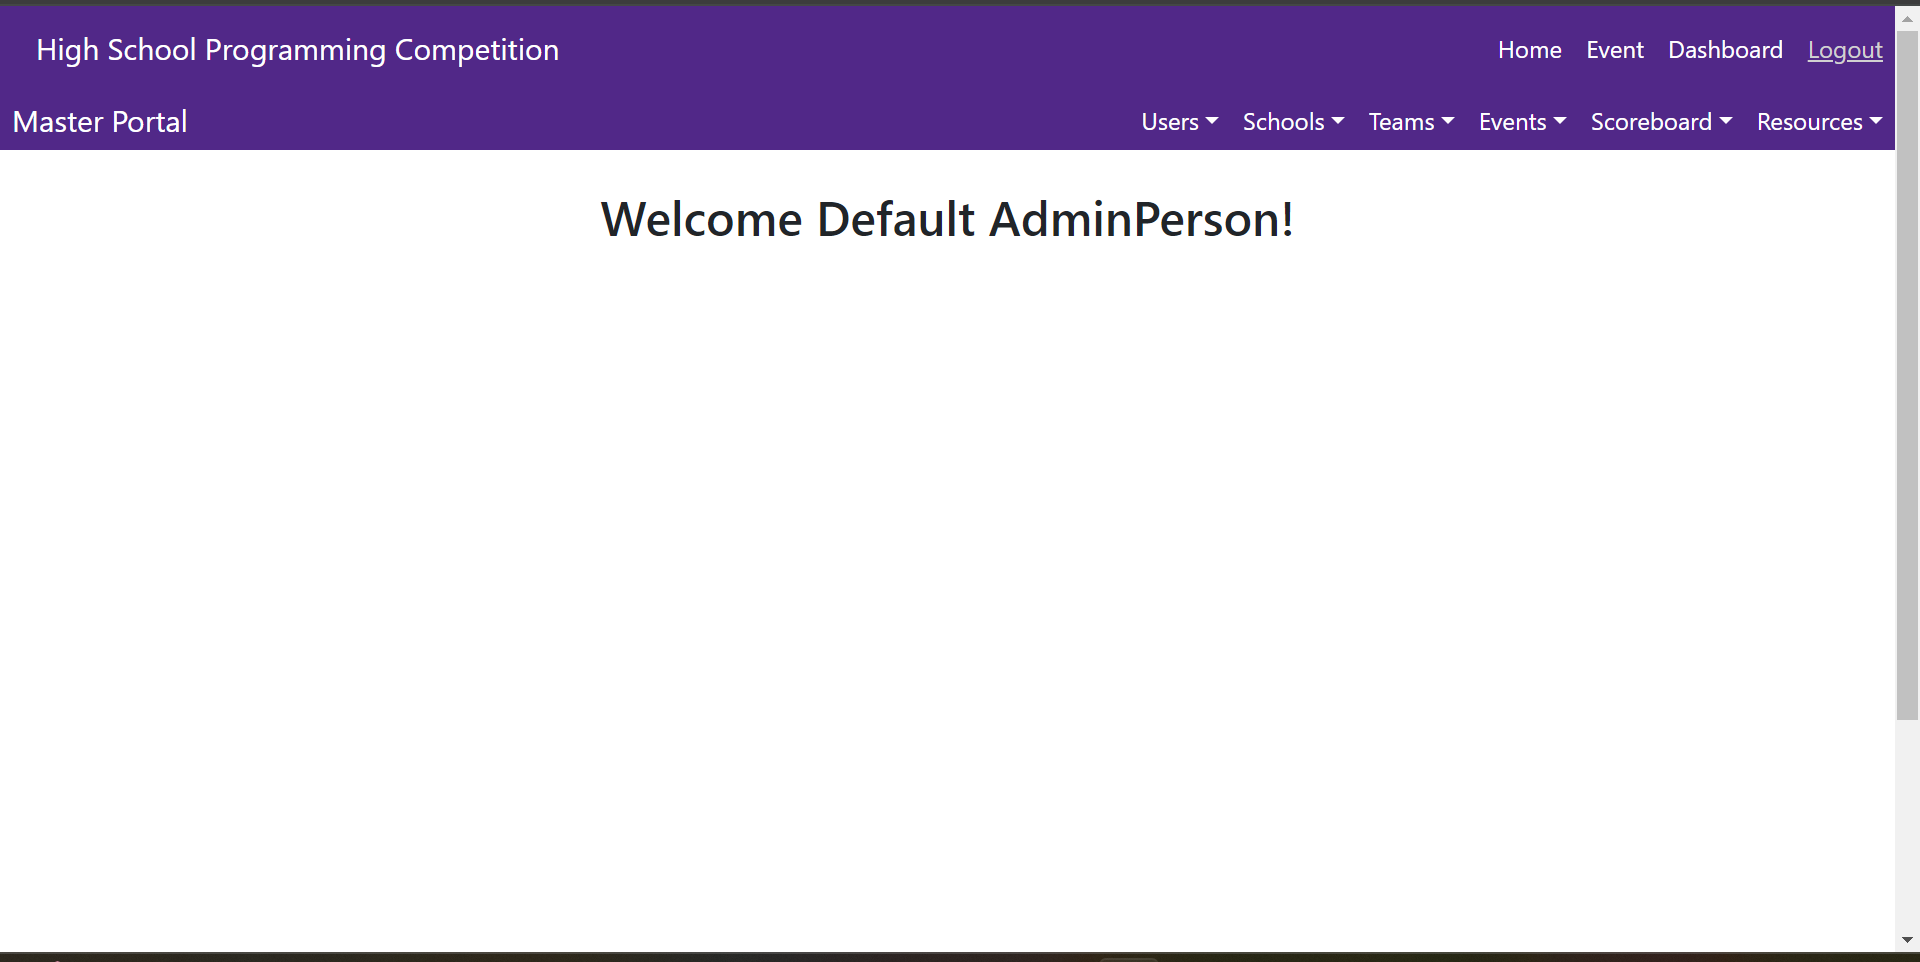 High School Programming Competition Home Event Dashboard Logout
Master Portal Users Schools Teams Events Scoreboard Resources
Welcome Default AdminPerson!